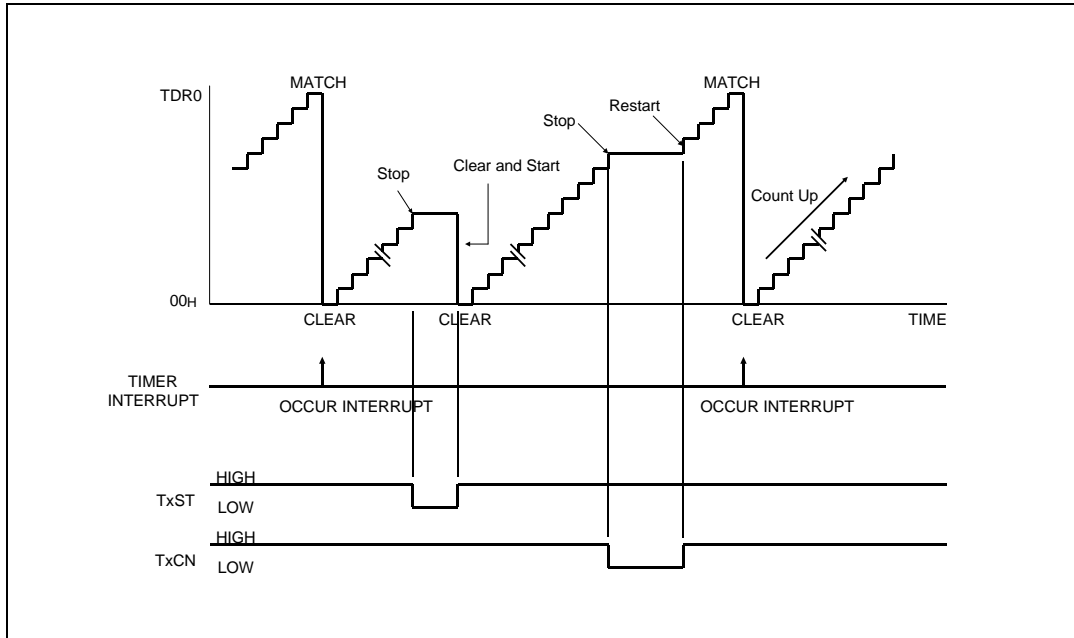 MATCH
MATCH
TDR0
Restart
Stop
Clear and Start
Stop
Count Up
00H
CLEAR
CLEAR
CLEAR
TIME
TIMER
INTERRUPT
OCCUR INTERRUPT
OCCUR INTERRUPT
HIGH
TxST
LOW
HIGH
TxCN
LOW